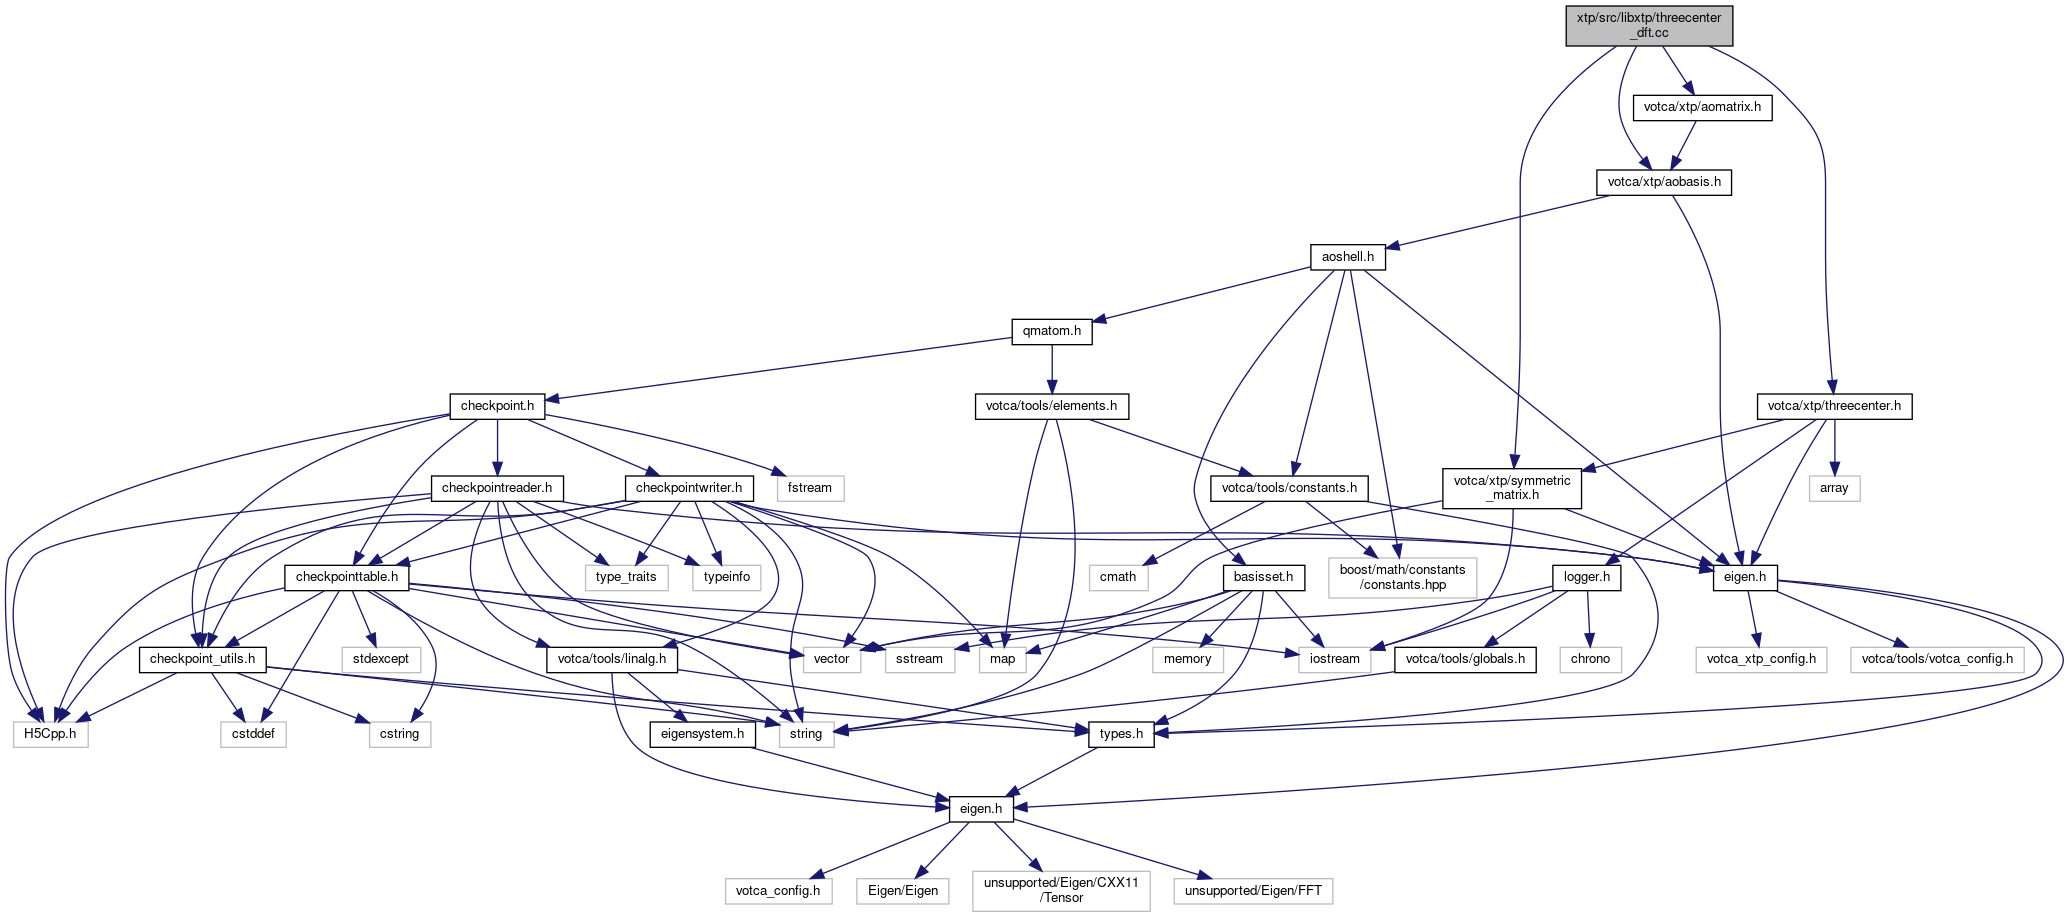 xtp/src/libxtp/threecenter
_dft.cc
votca/xtp/aomatrix.h
votca/xtp/aobasis.h
aoshell.h
qmatom.h
checkpoint.h
votca/tools/elements.h
votca/xtp/threecenter.h
checkpointreader.h
checkpointwriter.h
fstream
votca/tools/constants.h
votca/xtp/symmetric
_matrix.h
array
checkpointtable.h
type_traits
typeinfo
cmath
basisset.h
boost/math/constants
/constants.hpp
logger.h
eigen.h
checkpoint_utils.h
stdexcept
votca/tools/linalg.h
vector
sstream
map
memory
iostream
votca/tools/globals.h
chrono
votca_xtp_config.h
votca/tools/votca_config.h
H5Cpp.h
cstddef
cstring
eigensystem.h
string
types.h
eigen.h
votca_config.h
Eigen/Eigen
unsupported/Eigen/CXX11
/Tensor
unsupported/Eigen/FFT